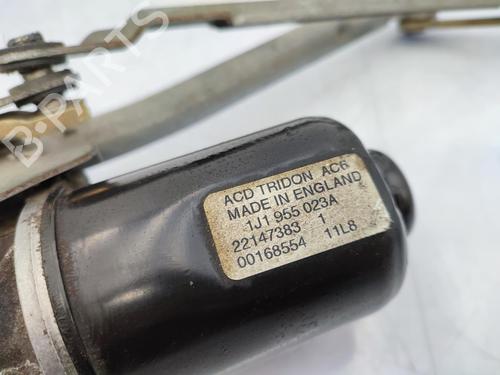 B-PARTS
ACD TRIDON AC6
MADE IN ENGLAND
1J1 955 023A
22147383 1
00168554 11L8